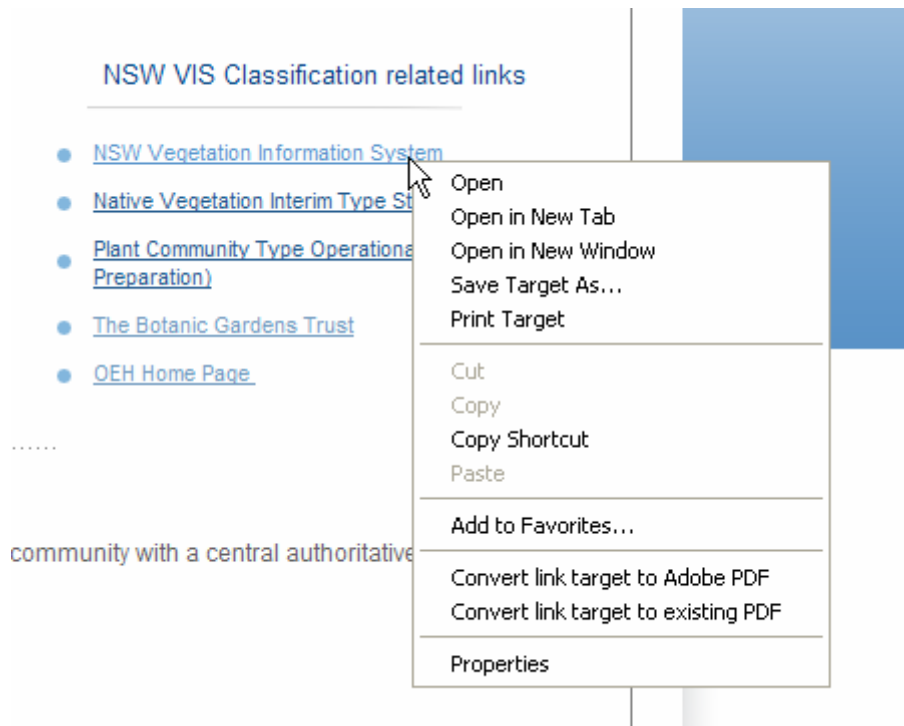 NSW VIS Classification related links
NSW Vegetation Information System
Native Vegetation Interim Type St
Plant Community Type Operationa
Preparation)
The Botanic Gardens Trust
OEH Home Page
......
community with a central authoritative
Open
Open in New Tab
Open in New Window
Save Target As...
Print Target
Cut
Copy
Copy Shortcut
Paste
Add to Favorites...
Convert link target to Adobe PDF
Convert link target to existing PDF
Properties